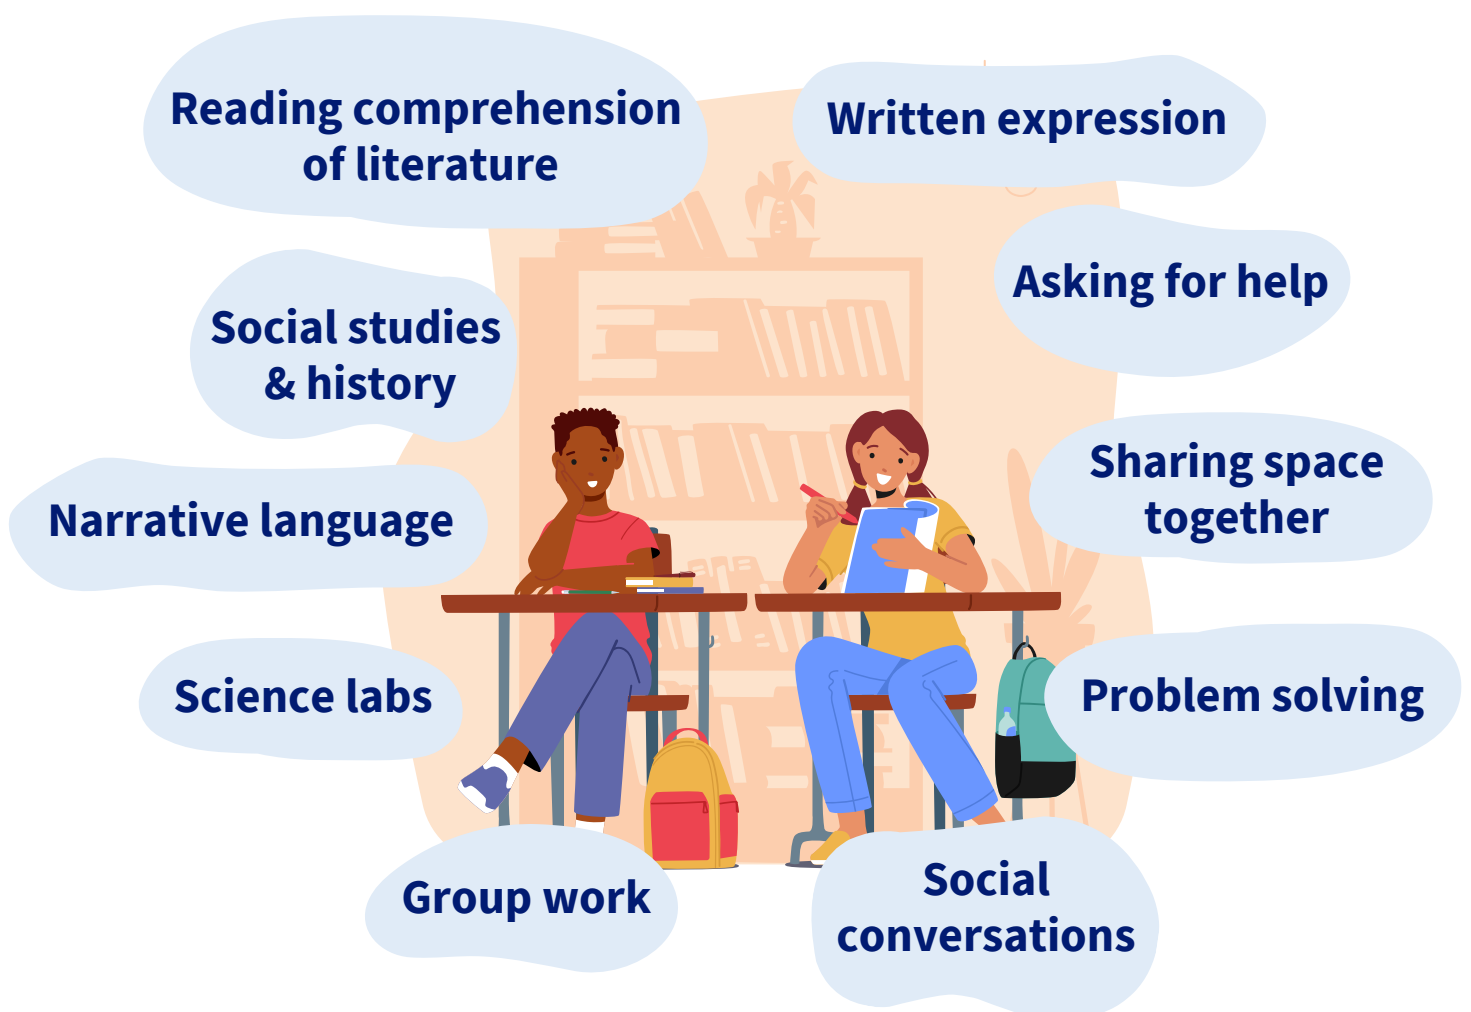 Reading comprehension
of literature
Written expression
Asking for help
Social studies
& history
Sharing space
together
Narrative language
Science labs
Problem solving
Group work
Social
conversations